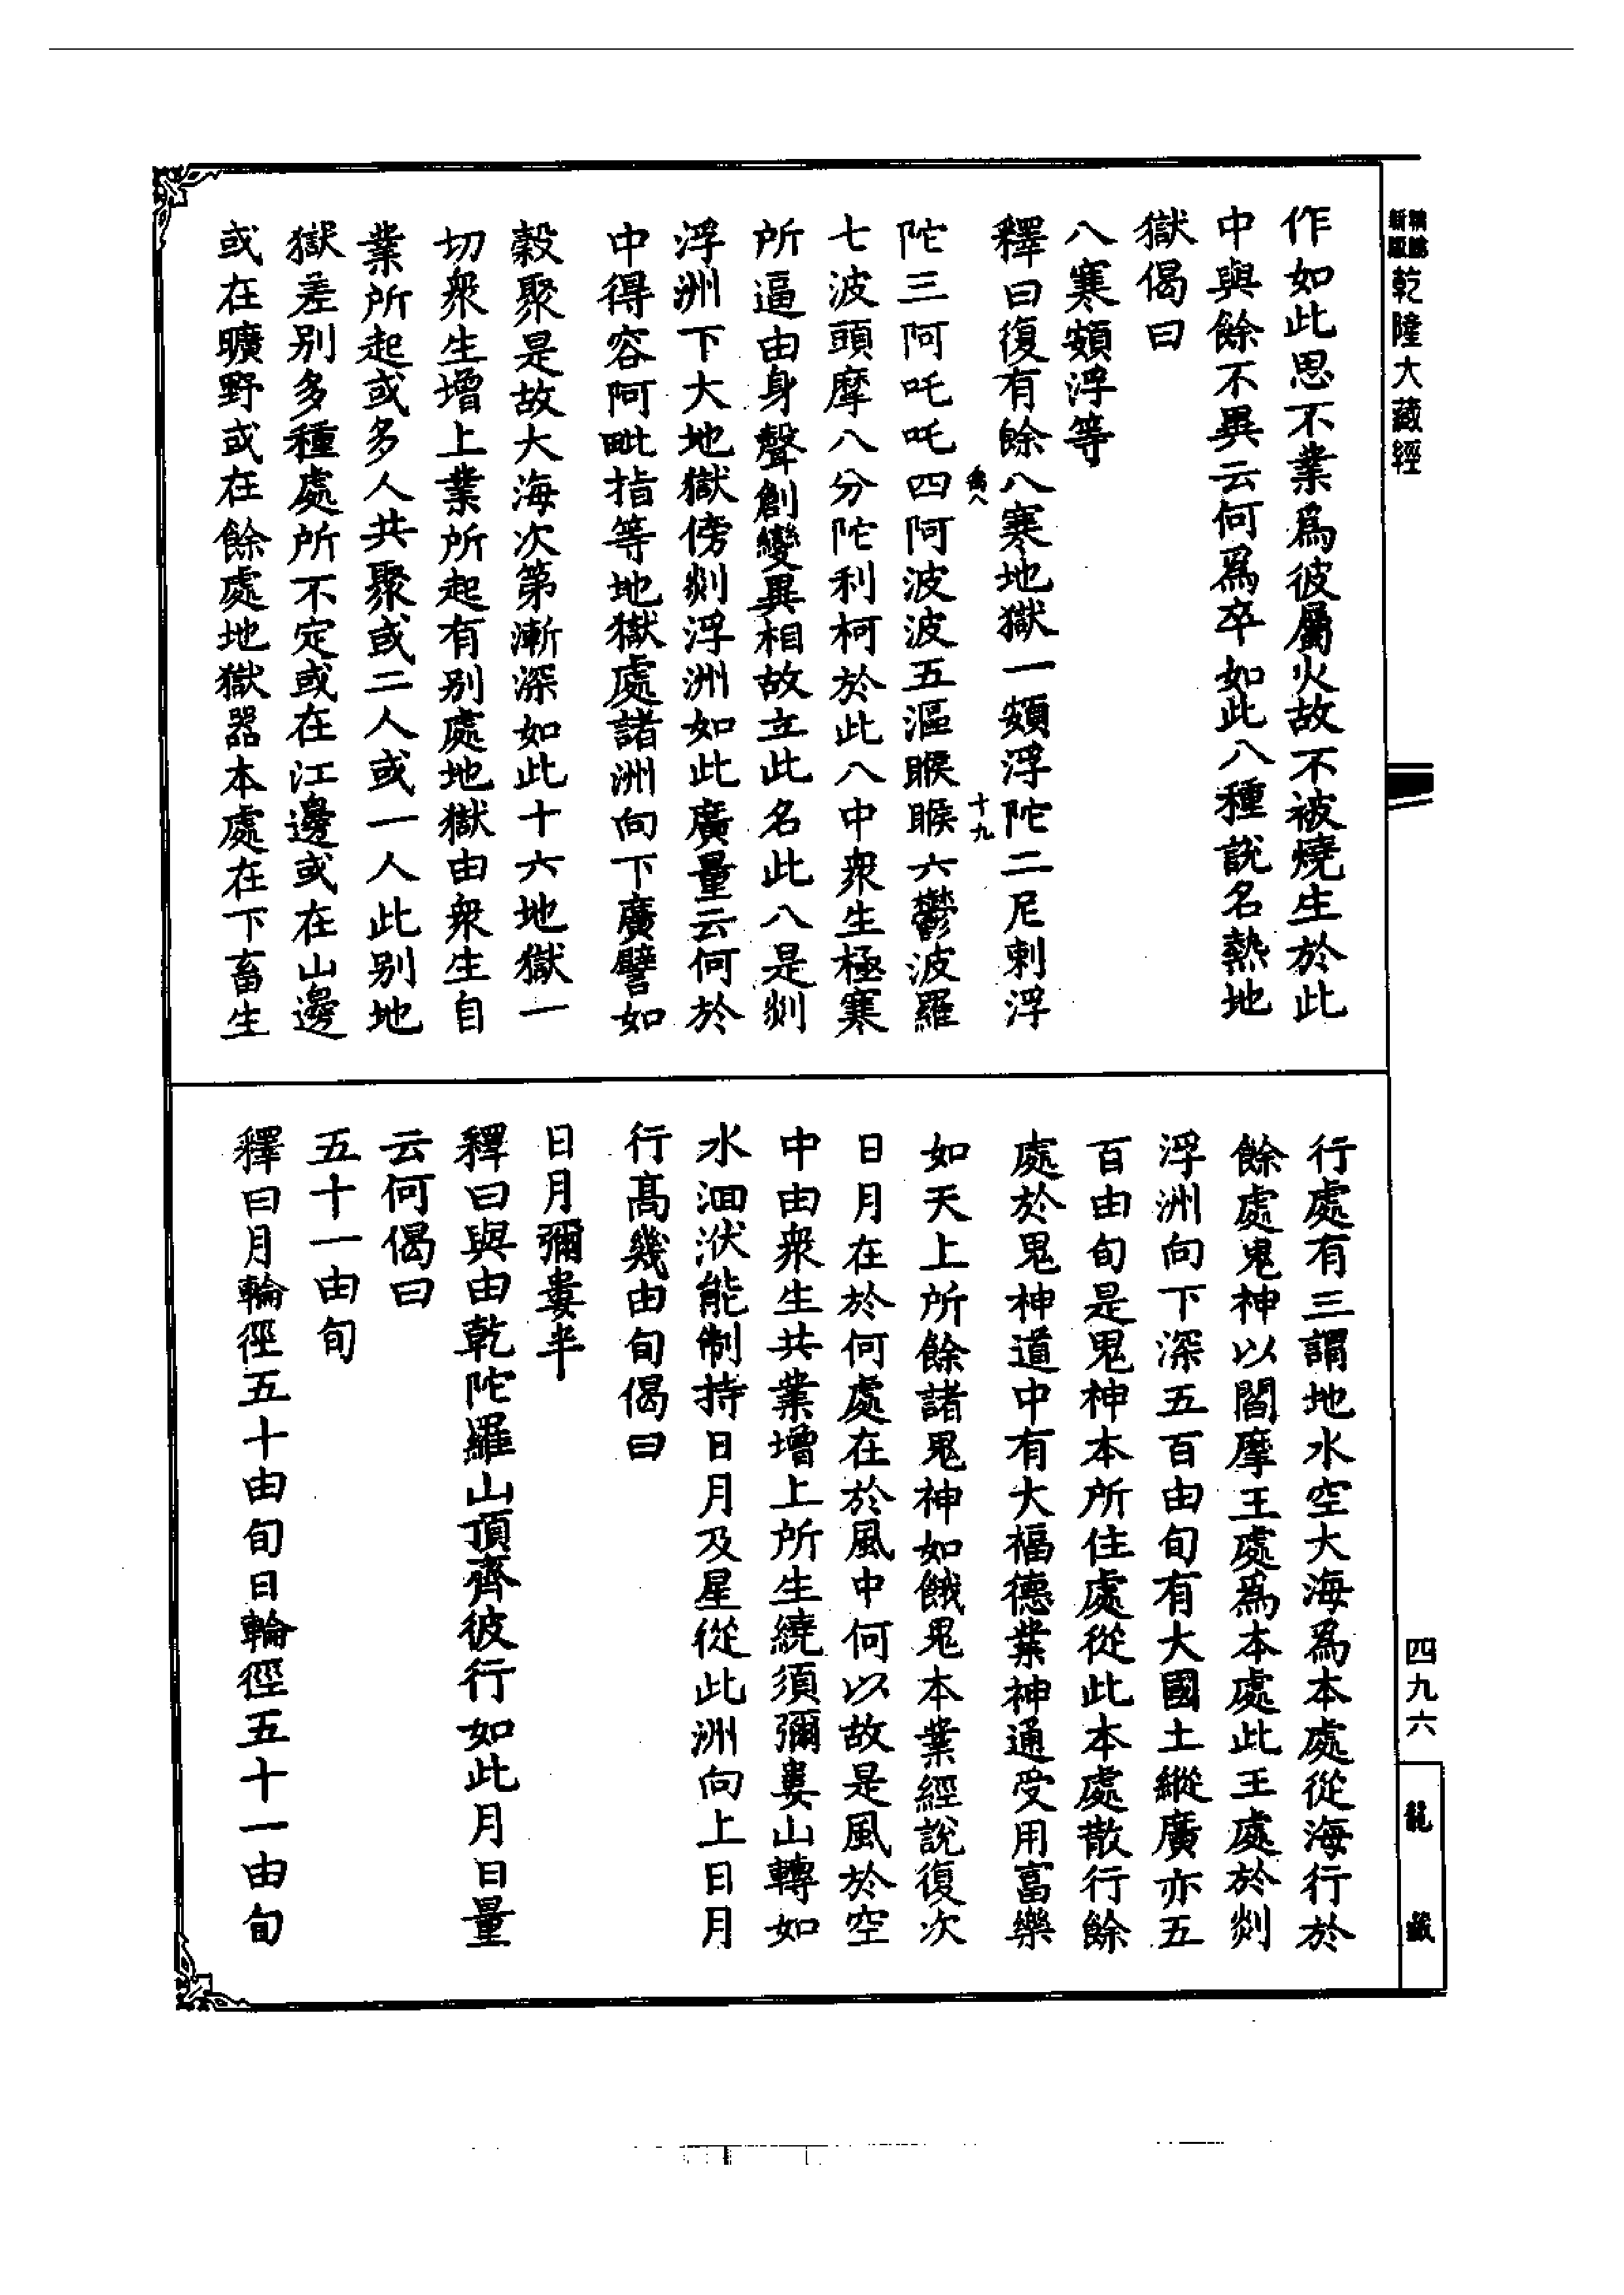 乾隆大藏經
作如此思不業爲彼屬火故不被燒生於此
中與餘不異云何爲卒如此八種說名熱地
獄偈曰
八寒頞浮等
釋曰復有餘八寒地獄一頞浮陀二尼剌浮
陀三阿吒吒四阿波波五漚睺睺六鬱波羅
十九
七波頭摩八分陀利柯於此八中衆生極寒
所逼由身聲創變異相故立此名此八是剡
浮洲下大地獄傍剡浮洲如此廣量云何於
中得容阿毗指等地獄處諸洲向下廣譬如
穀聚是故大海次第漸深如此十六地獄一
切衆生增上業所起有別處地獄由衆生自
業所起或多人共聚或二人或一人此別地
獄差別多種處所不定或在江邊或在山邊
或在曠野或在餘處地獄器本處在下畜生
行處有三謂地水空大海爲本處從海行於
餘處鬼神以閻摩王處爲本處此王處於剡
浮洲向下深五百由旬有大國土縱廣亦五
百由旬是鬼神本所住處從此本處散行餘
處於鬼神道中有大福德業神通受用富樂
如天上所餘諸鬼神如餓鬼本業經說復次
日月在於何處在於風中何以故是風於空
中由衆生共業增上所生繞須彌婁山轉如
水洄洑能制持日月及星從此洲向上日月
行高幾由旬偈曰
日月彌婁半
釋曰與由乾陀羅山頂齊彼行如此月日量
云何偈曰
五十一由旬
釋曰月輪徑五十由旬日輪徑五十一由旬
四九六
龍藏